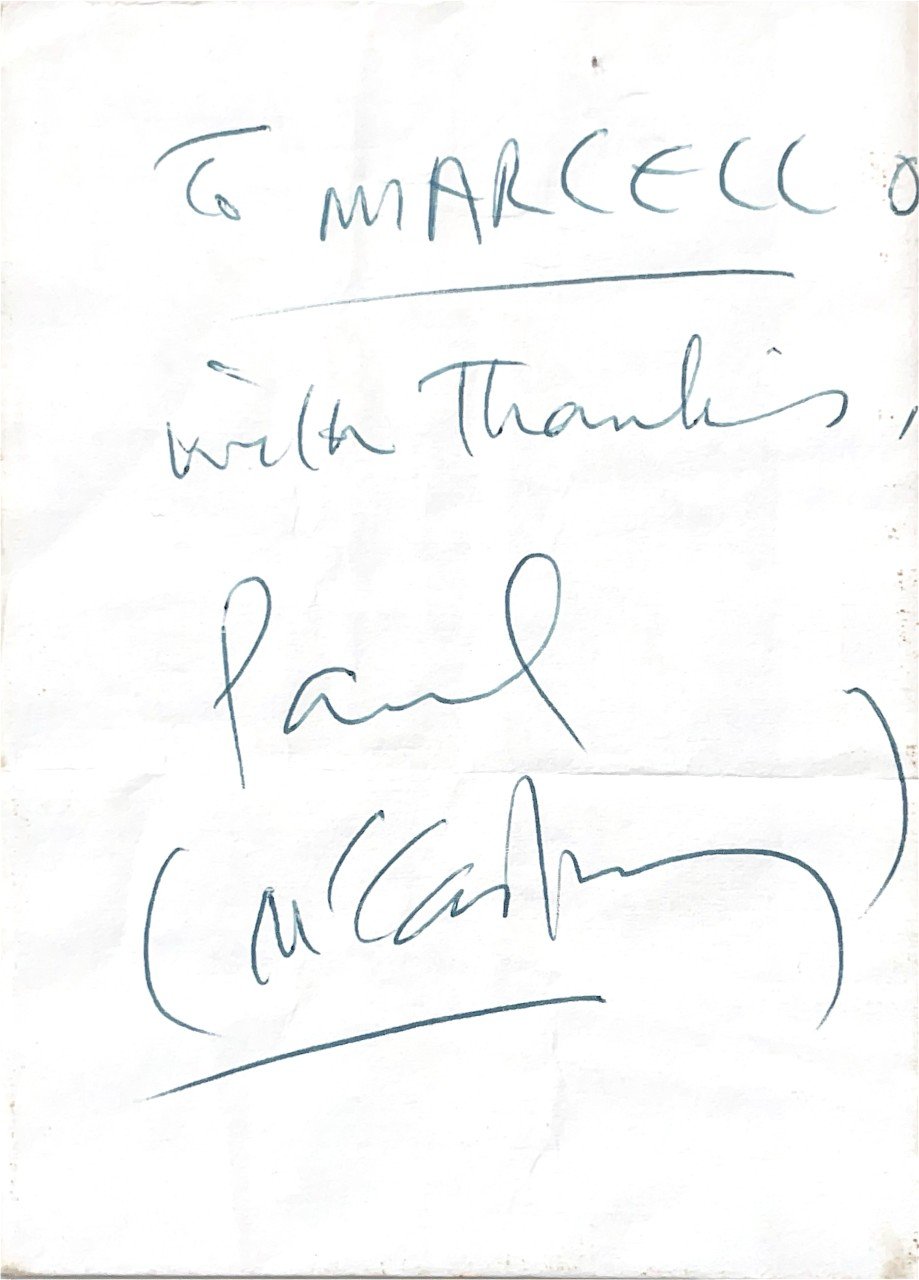 To MARCELLO
with Thanks,
Paul
(McCartney)